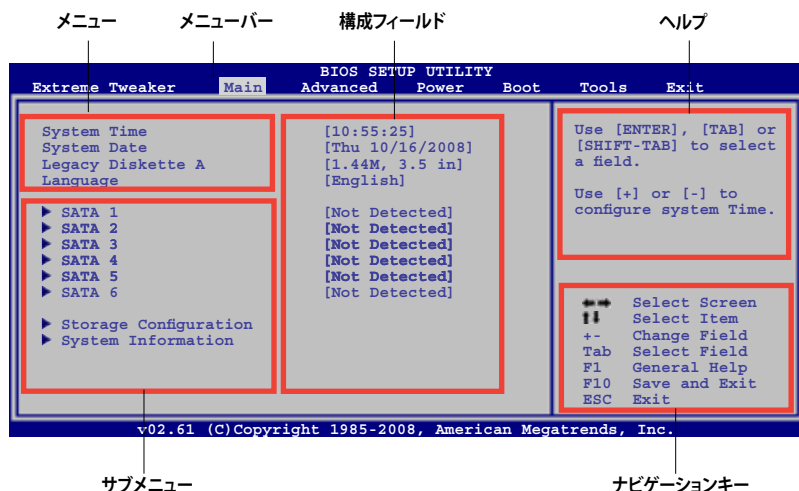 メニュー メニューバー 構成フィールド ヘルプ
BIOS SETUP UTILITY
Extreme Tweaker Main Advanced Power Boot Tools Exit
System Time [10:55:25]
System Date [Thu 10/16/2008]
Legacy Diskette A [1.44M, 3.5 in]
Language [English]
SATA 1 [Not Detected]
SATA 2 [Not Detected]
SATA 3 [Not Detected]
SATA 4 [Not Detected]
SATA 5 [Not Detected]
SATA 6 [Not Detected]
Storage Configuration
System Information
Use [ENTER], [TAB] or
[SHIFT-TAB] to select
a field.
Use [+] or [-] to
configure system Time.
Select Screen
Select Item
+- Change Field
Tab Select Field
F1 General Help
F10 Save and Exit
ESC Exit
v02.61 (C)Copyright 1985-2008, American Megatrends, Inc.
サブメニュー ナビゲーションキー